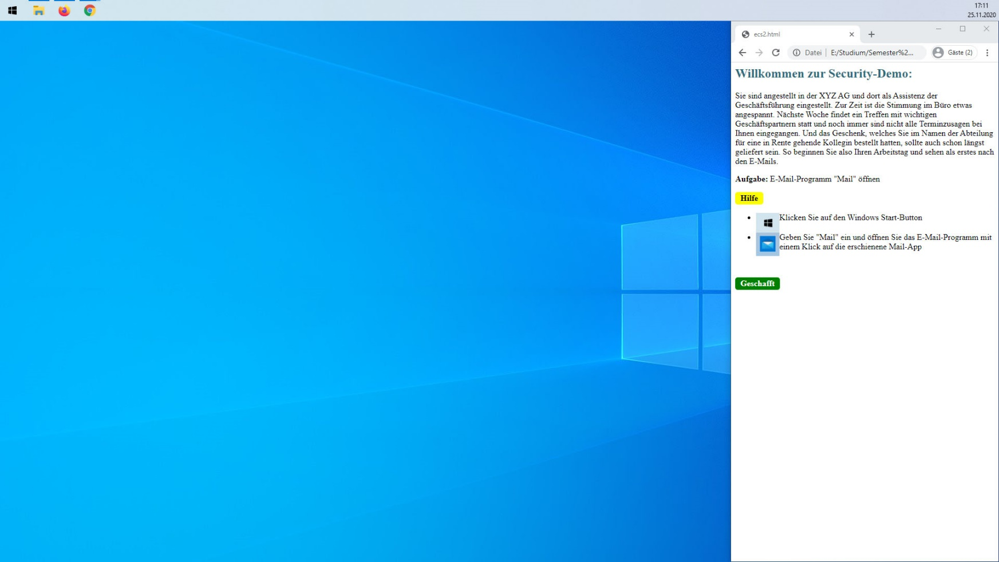 17:11
25.11.2020
ecs2.html
Datei | E:/Studium/Semester%2... Gäste (2)
Willkommen zur Security-Demo:
Sie sind angestellt in der XYZ AG und dort als Assistenz der
Geschäftsführung eingestellt. Zur Zeit ist die Stimmung im Büro etwas
angespannt. Nächste Woche findet ein Treffen mit wichtigen
Geschäftspartnern statt und noch immer sind nicht alle Terminzusagen bei
Ihnen eingegangen. Und das Geschenk, welches Sie im Namen der Abteilung
für eine in Rente gehende Kollegin bestellt hatten, sollte auch schon längst
geliefert sein. So beginnen Sie also Ihren Arbeitstag und sehen als erstes nach
den E-Mails.
Aufgabe: E-Mail-Programm "Mail" öffnen
Hilfe
Klicken Sie auf den Windows Start-Button
Geben Sie "Mail" ein und öffnen Sie das E-Mail-Programm mit
einem Klick auf die erschienene Mail-App
Geschafft